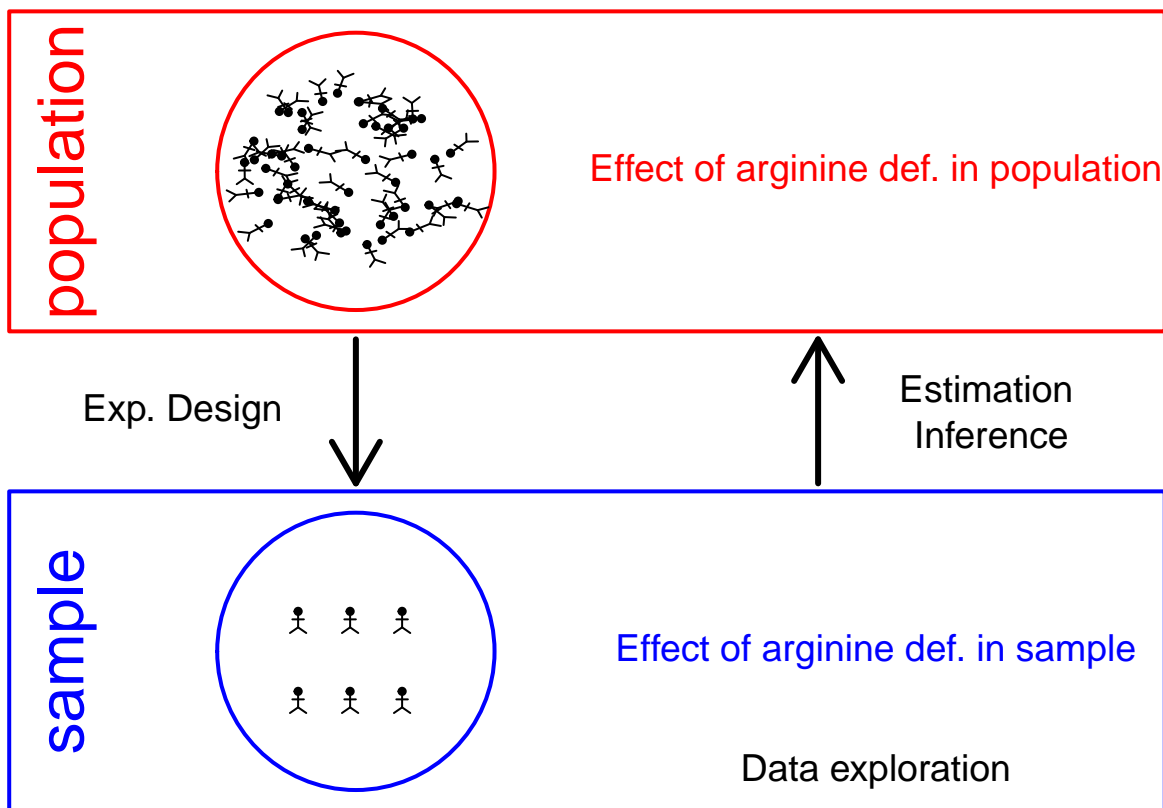 population
Effect of arginine def. in population
Exp. Design
Estimation
Inference
sample
Effect of arginine def. in sample
Data exploration